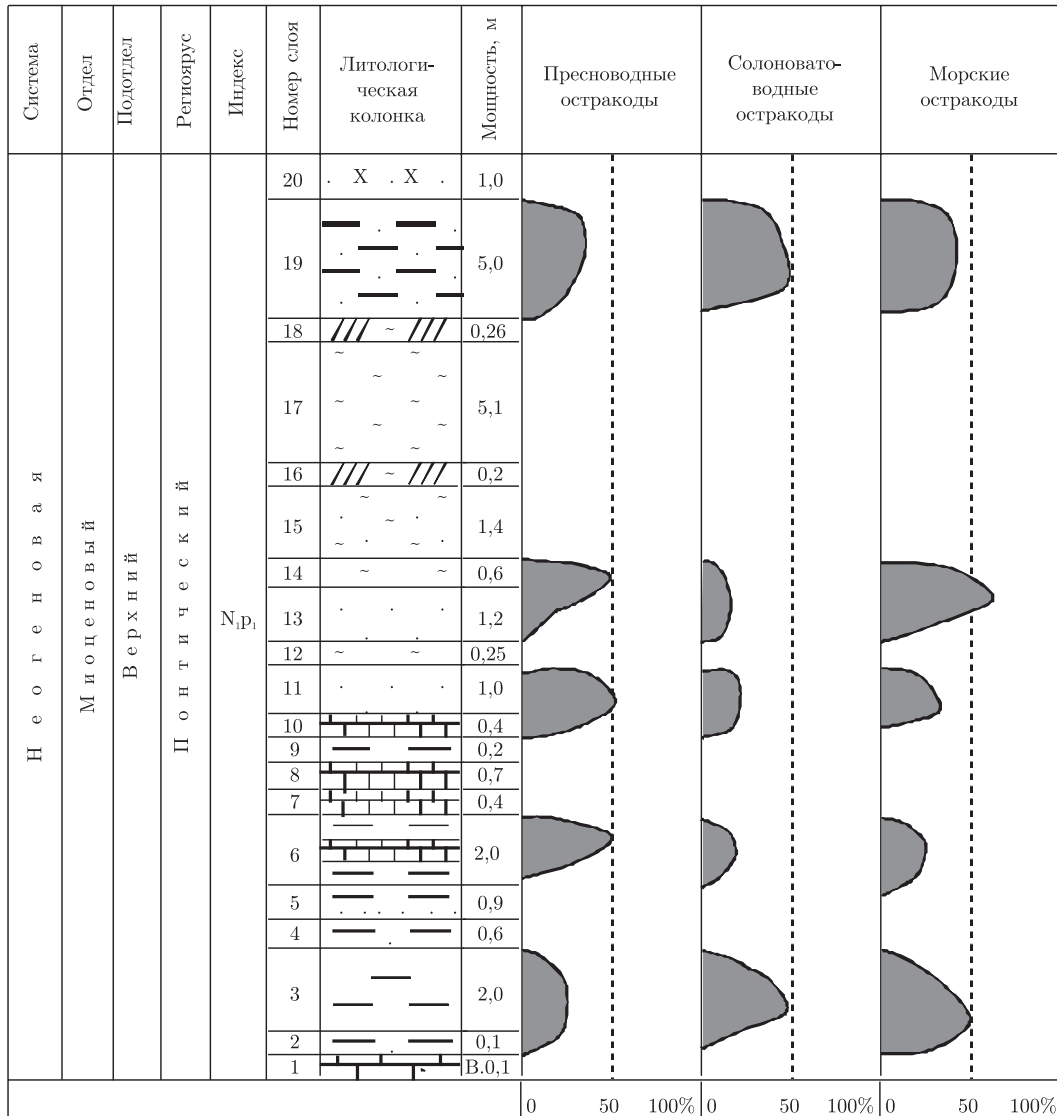 Система
Отдел
Подотдел
Региоярус
Индекс
Номер слоя
Литологи-
ческая
колонка
Мощность, м
Пресноводные
остракоды
Солоновато-
водные
остракоды
Морские
остракоды
Неогеновая
Миоценовый
Верхний
Понтический
N₁p₁
20 1,0
19 5,0
18 0,26
17 5,1
16 0,2
15 1,4
14 0,6
13 1,2
12 0,25
11 1,0
10 0,4
9 0,2
8 0,7
7 0,4
6 2,0
5 0,9
4 0,6
3 2,0
2 0,1
1 В.0,1
0 50 100% 0 50 100% 0 50 100%